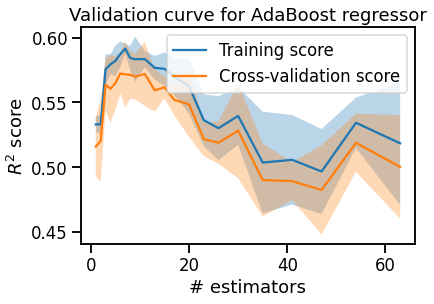 Validation curve for AdaBoost regressor
Training score
Cross-validation score
R² score
0.60
0.55
0.50
0.45
0
20
40
60
# estimators